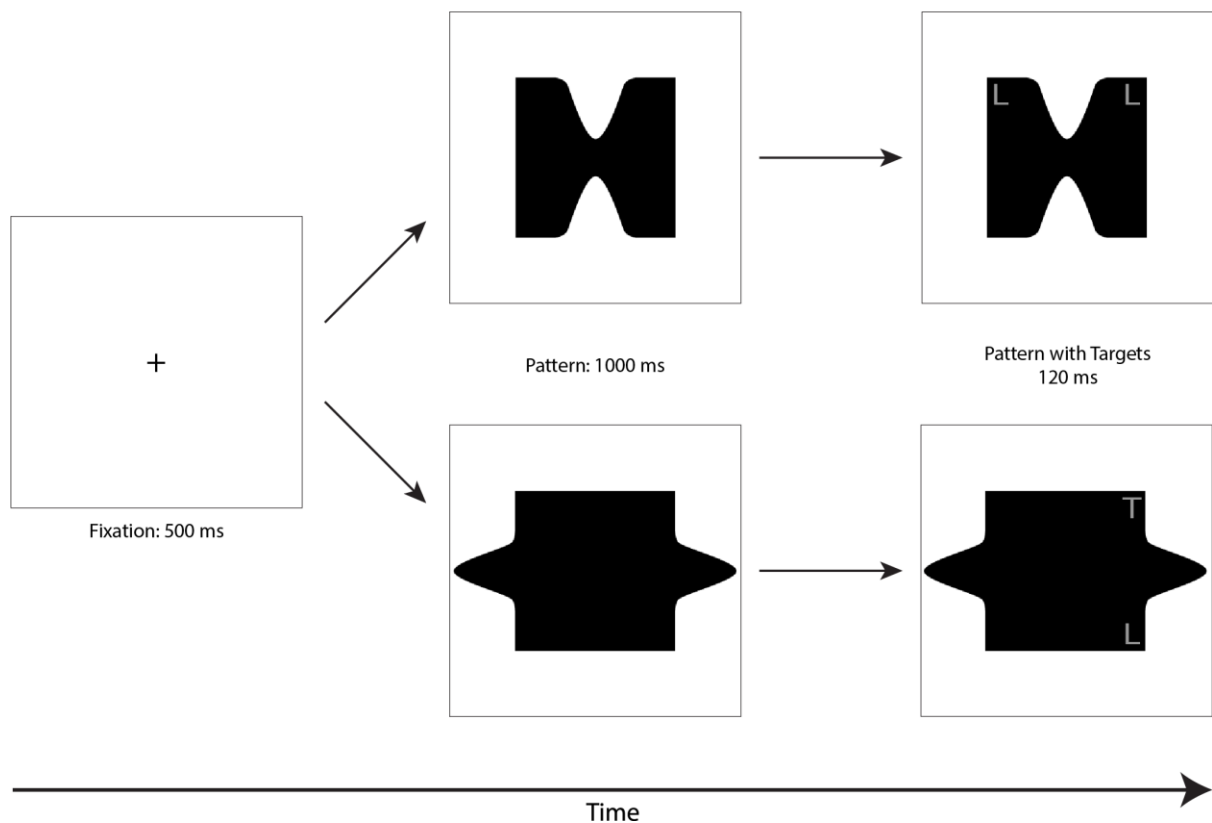 L L
Pattern: 1000 ms
Pattern with Targets
120 ms
Fixation: 500 ms
T
L
Time